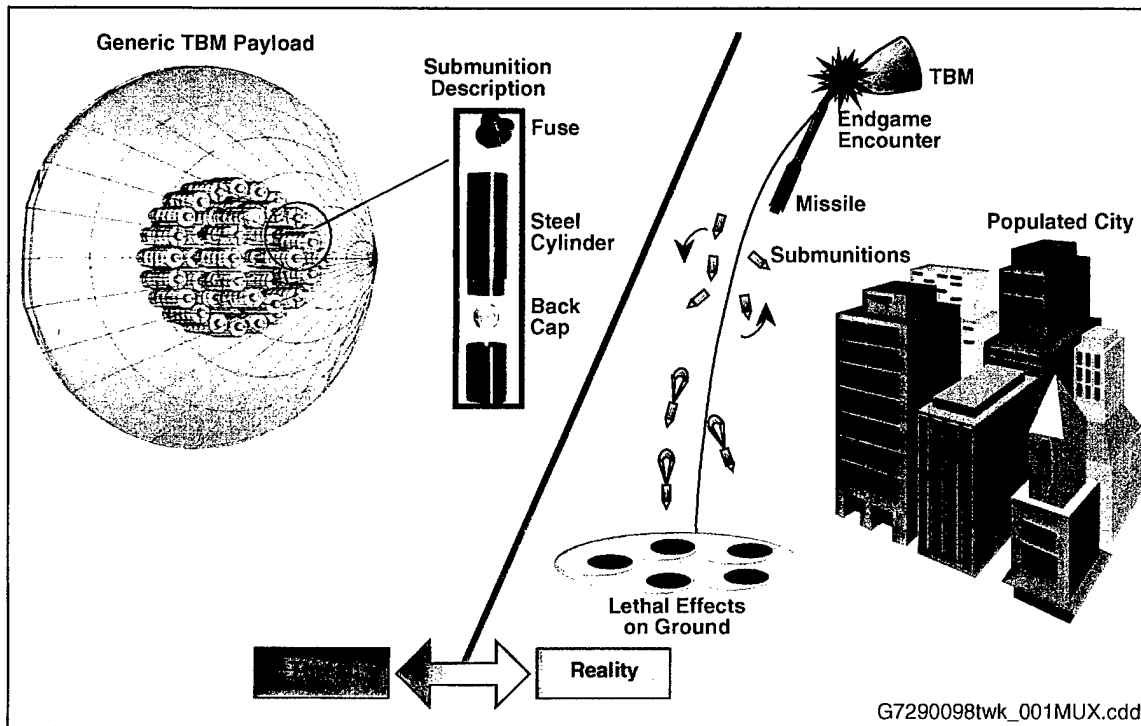 Generic TBM Payload
Submunition
Description
Fuse
Steel
Cylinder
Back
Cap
TBM
Endgame
Encounter
Missile
Submunitions
Populated City
Lethal Effects
on Ground
Reality
G7290098twk_001MUX.cdd